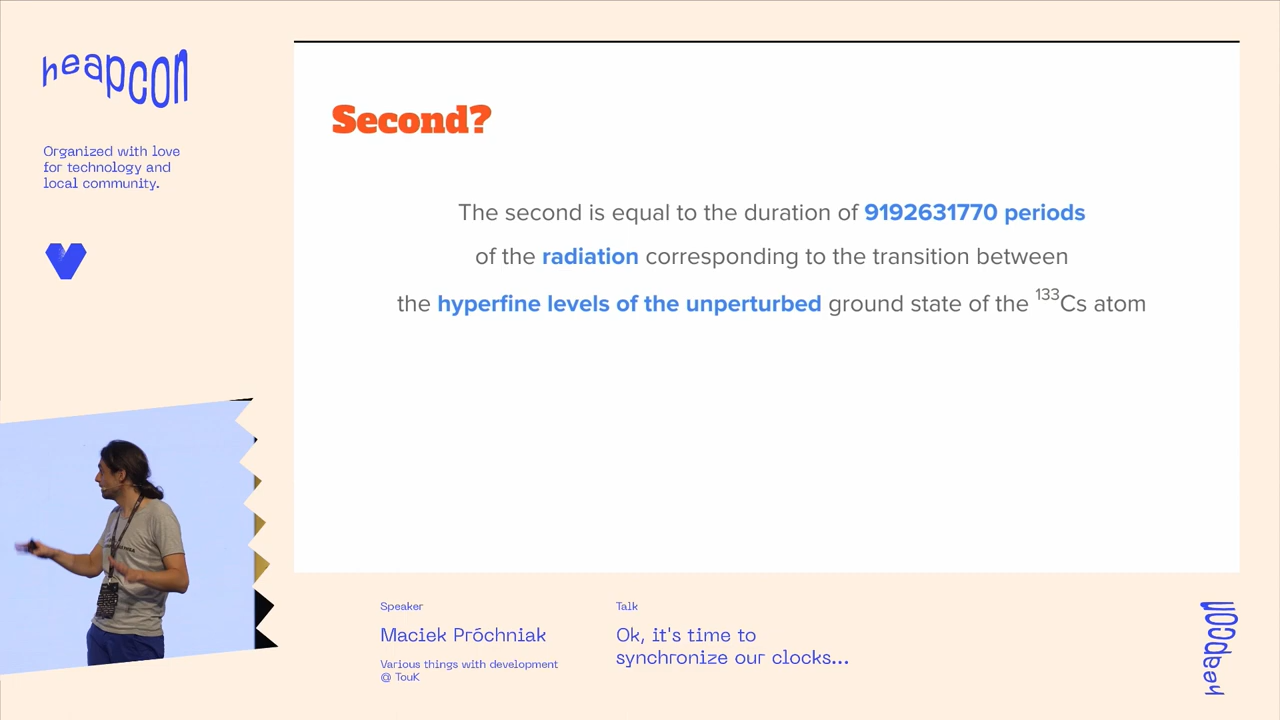 heapcon
Organized with love
for technology and
local community.
Second?
The second is equal to the duration of 9192631770 periods
of the radiation corresponding to the transition between
the hyperfine levels of the unperturbed ground state of the ¹³³Cs atom
Speaker
Maciek Próchniak
Various things with development
@ TouK
Talk
Ok, it's time to
synchronize our clocks...
heapcon